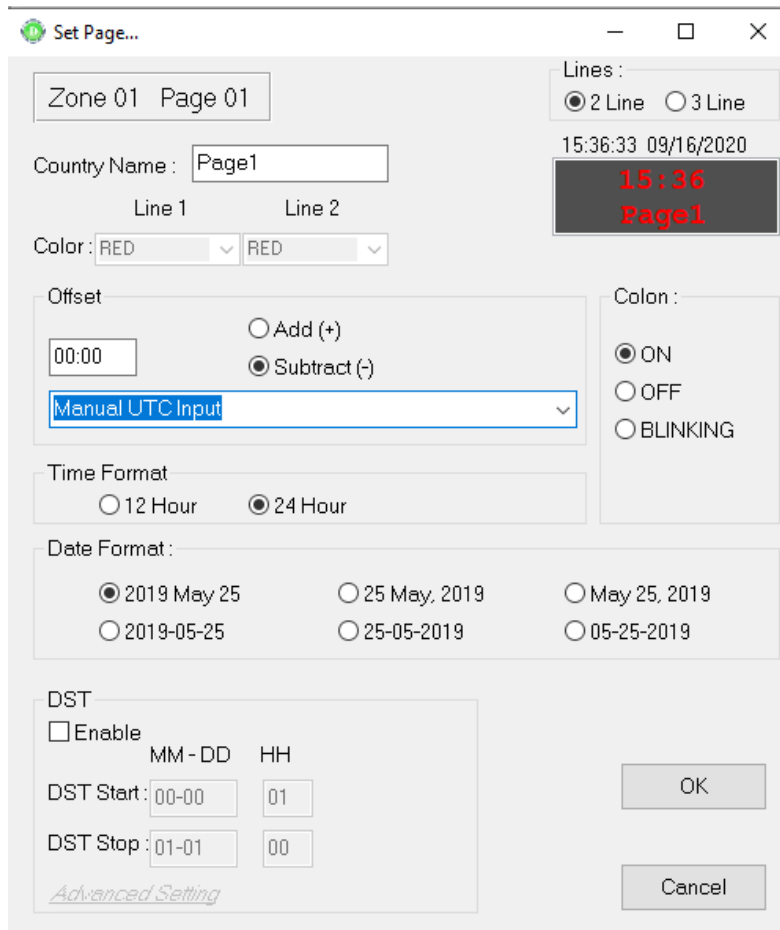 Set Page...
Zone 01 Page 01
Lines :
2 Line 3 Line
15:36:33 09/16/2020
15:36
Page1
Country Name : Page1
Line 1 Line 2
Color : RED RED
Offset
00:00
Add (+)
Subtract (-)
Manual UTC Input
Colon :
ON
OFF
BLINKING
Time Format
12 Hour 24 Hour
Date Format :
2019 May 25 25 May, 2019 May 25, 2019
2019-05-25 25-05-2019 05-25-2019
DST
Enable
MM - DD HH
DST Start : 00-00 01
DST Stop : 01-01 00
Advanced Setting
OK
Cancel